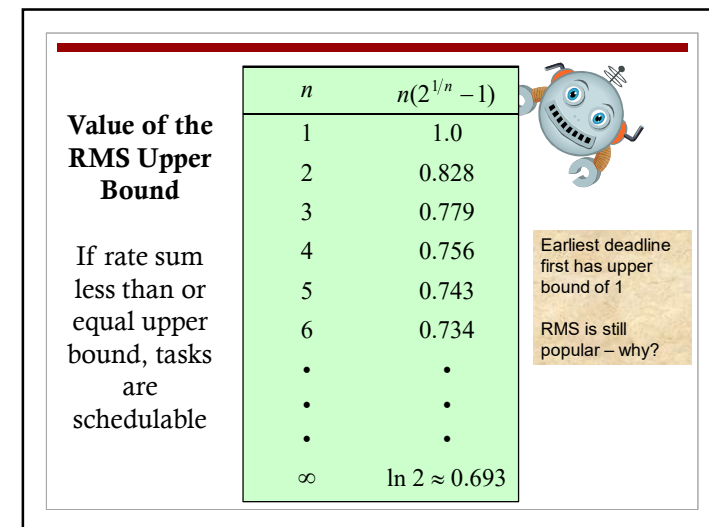 Value of the
RMS Upper
Bound
If rate sum
less than or
equal upper
bound, tasks
are
schedulable
n n(2^{1/n} – 1)
1 1.0
2 0.828
3 0.779
4 0.756
5 0.743
6 0.734
• •
• •
• •
∞ ln 2 ≈ 0.693
Earliest deadline
first has upper
bound of 1
RMS is still
popular – why?